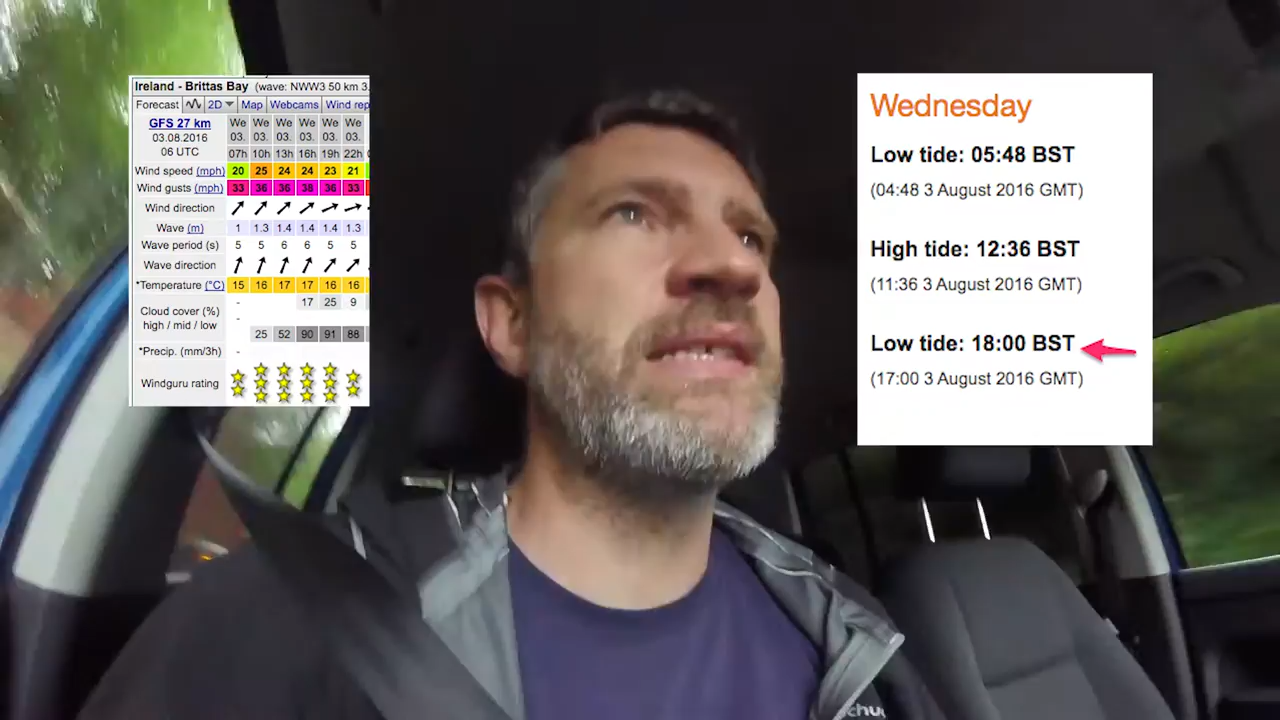 Ireland - Brittas Bay (wave: NWW3 50 km 3.
Forecast 2D Map Webcams Wind rep
GFS 27 km We We We We We We
03.08.2016 03. 03. 03. 03. 03. 03.
06 UTC 07h 10h 13h 16h 19h 22h
Wind speed (mph) 20 25 24 24 23 21
Wind gusts (mph) 33 36 36 38 36 33
Wind direction
Wave (m) 1 1.3 1.4 1.4 1.4 1.3
Wave period (s) 5 5 6 6 5 5
Wave direction
*Temperature (°C) 15 16 17 17 16 16
Cloud cover (%) - 17 25 9
high / mid / low -
25 52 90 91 88
*Precip. (mm/3h) -
Windguru rating
Wednesday
Low tide: 05:48 BST
(04:48 3 August 2016 GMT)
High tide: 12:36 BST
(11:36 3 August 2016 GMT)
Low tide: 18:00 BST
(17:00 3 August 2016 GMT)